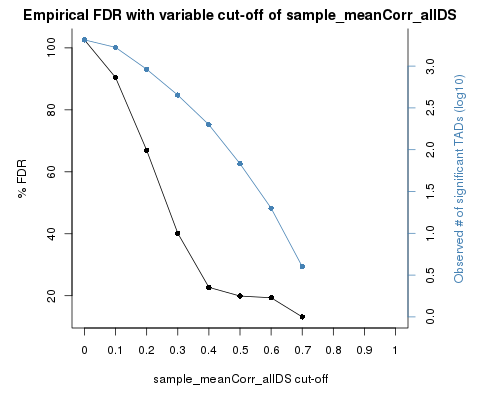 Empirical FDR with variable cut-off of sample_meanCorr_allDS
100
80
60
40
20
% FDR
3.0
2.5
2.0
1.5
1.0
0.5
0.0
Observed # of significant TADs (log10)
0 0.1 0.2 0.3 0.4 0.5 0.6 0.7 0.8 0.9 1
sample_meanCorr_allDS cut-off